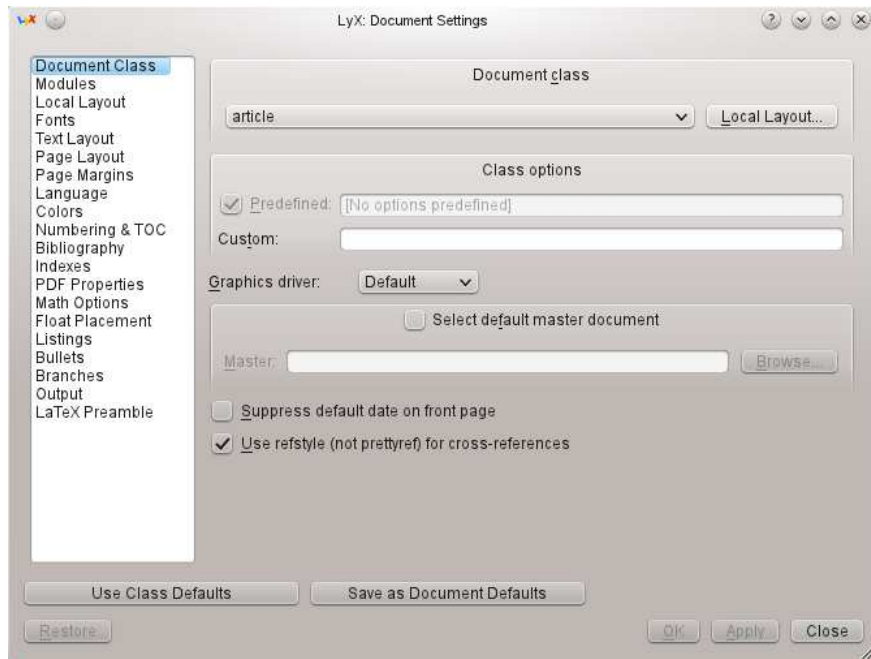 LyX: Document Settings
Document Class
Modules
Local Layout
Fonts
Text Layout
Page Layout
Page Margins
Language
Colors
Numbering & TOC
Bibliography
Indexes
PDF Properties
Math Options
Float Placement
Listings
Bullets
Branches
Output
LaTeX Preamble
Document class
article
Local Layout...
Class options
Predefined: [No options predefined]
Custom:
Graphics driver: Default
Select default master document
Master: Browse...
Suppress default date on front page
Use refstyle (not prettyref) for cross-references
Use Class Defaults Save as Document Defaults
Restore OK Apply Close